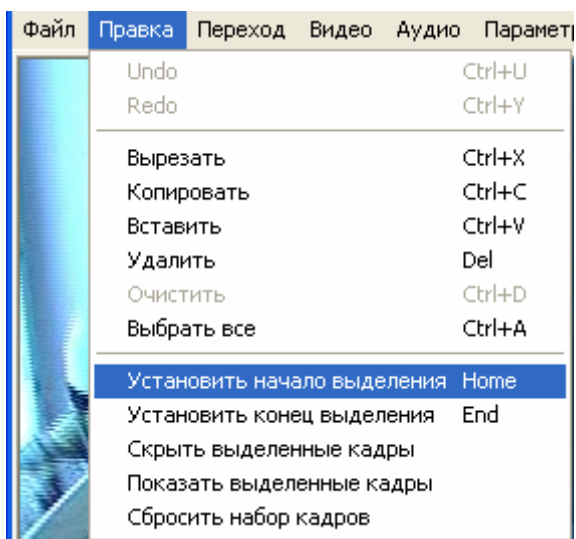 Файл Правка Переход Видео Аудио Парамет
Undo Ctrl+U
Redo Ctrl+Y
Вырезать Ctrl+X
Копировать Ctrl+C
Вставить Ctrl+V
Удалить Del
Очистить Ctrl+D
Выбрать все Ctrl+A
Установить начало выделения Home
Установить конец выделения End
Скрыть выделенные кадры
Показать выделенные кадры
Сбросить набор кадров